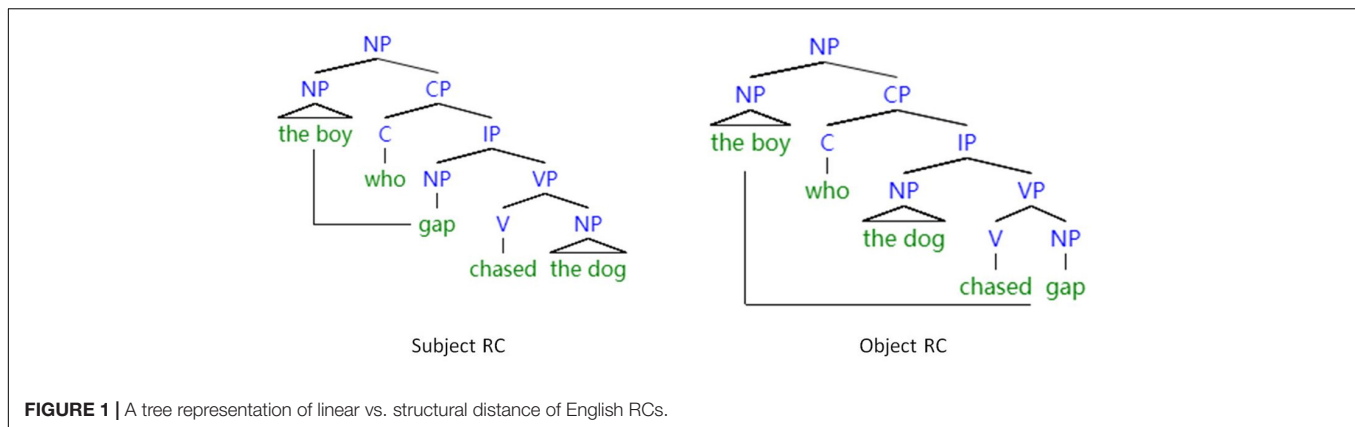 NP
NP CP
the boy C IP
who NP VP
gap V NP
chased the dog
Subject RC
NP
NP CP
the boy C IP
who NP VP
the dog V NP
chased gap
Object RC
FIGURE 1 | A tree representation of linear vs. structural distance of English RCs.